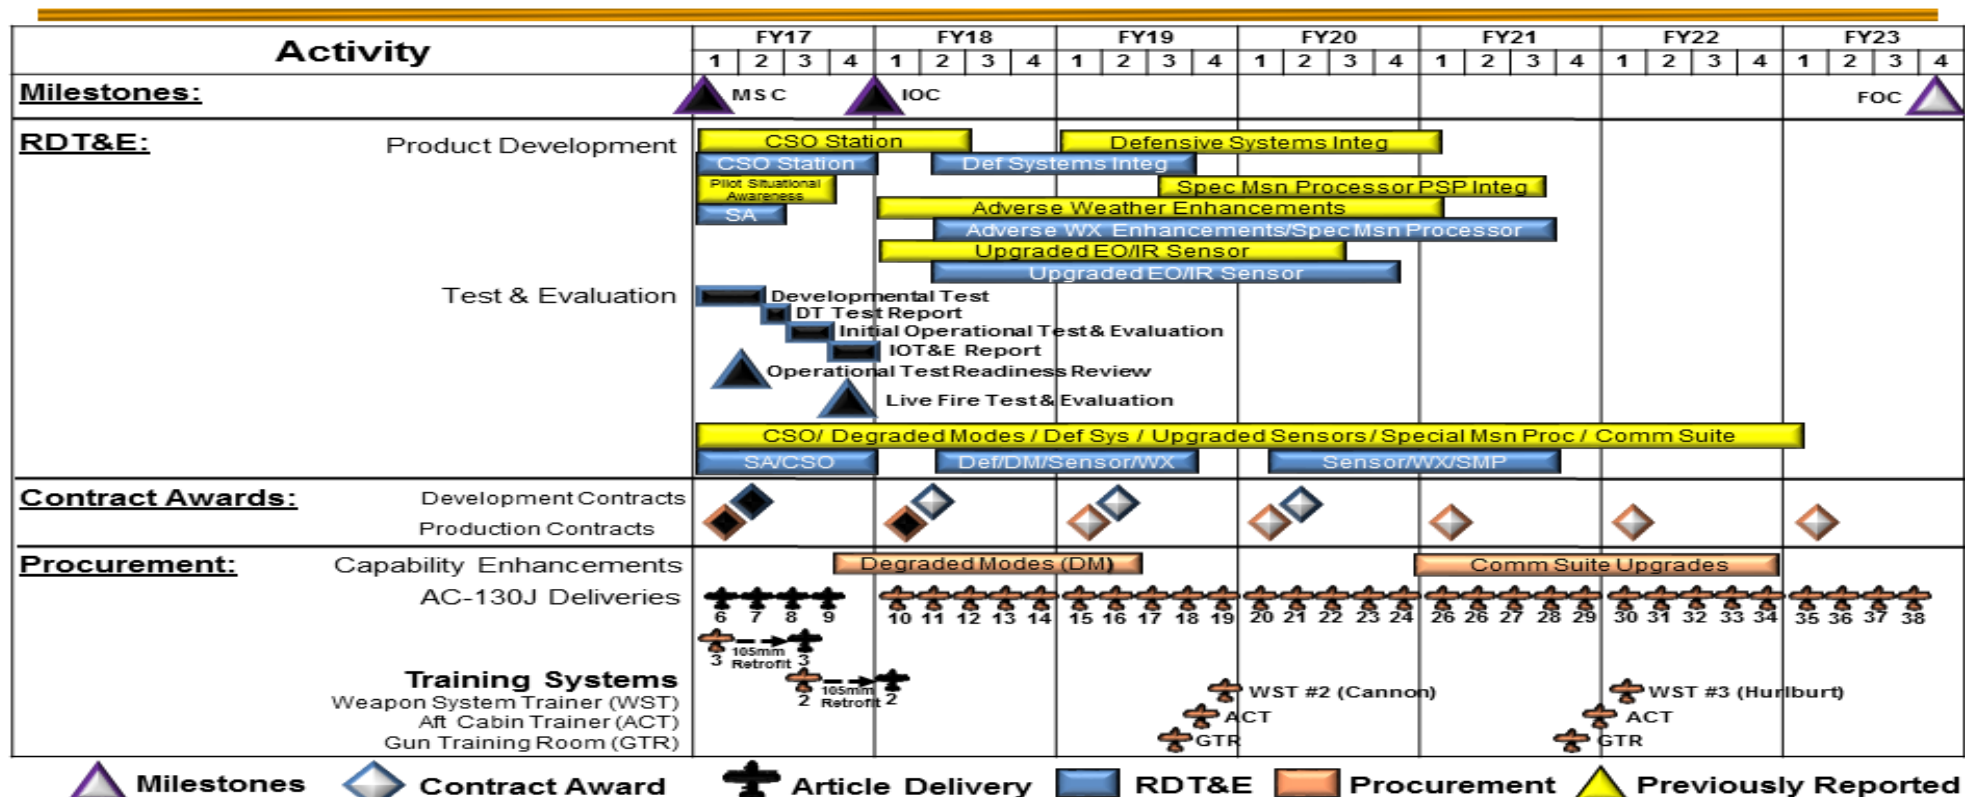 Activity
FY17 FY18 FY19 FY20 FY21 FY22 FY23
1 2 3 4 1 2 3 4 1 2 3 4 1 2 3 4 1 2 3 4 1 2 3 4 1 2 3 4
Milestones:
MSC IOC FOC
RDT&E:
Product Development
CSO Station Defensive Systems Integ
CSO Station Def Systems Integ
Pilot Situational
Awareness
Spec Msn Processor PSP Integ
SA Adverse Weather Enhancements
Adverse WX Enhancements/Spec Msn Processor
Upgraded EO/IR Sensor
Upgraded EO/IR Sensor
Test & Evaluation
Developmental Test
DT Test Report
Initial Operational Test & Evaluation
IOT&E Report
Operational Test Readiness Review
Live Fire Test & Evaluation
CSO/ Degraded Modes / Def Sys / Upgraded Sensors / Special Msn Proc / Comm Suite
SA/CSO Def/DM/Sensor/WX Sensor/WX/SMP
Contract Awards:
Development Contracts
Production Contracts
Procurement:
Capability Enhancements
Degraded Modes (DM) Comm Suite Upgrades
AC-130J Deliveries
6 7 8 9 10 11 12 13 14 15 16 17 18 19 20 21 22 23 24 26 26 27 28 29 30 31 32 33 34 35 36 37 38
3 105mm
Retrofit 3
Training Systems
2 105mm
Retrofit 2
Weapon System Trainer (WST)
WST #2 (Cannon) WST #3 (Hurlburt)
Aft Cabin Trainer (ACT)
ACT ACT
Gun Training Room (GTR)
GTR GTR
Milestones Contract Award Article Delivery RDT&E Procurement Previously Reported